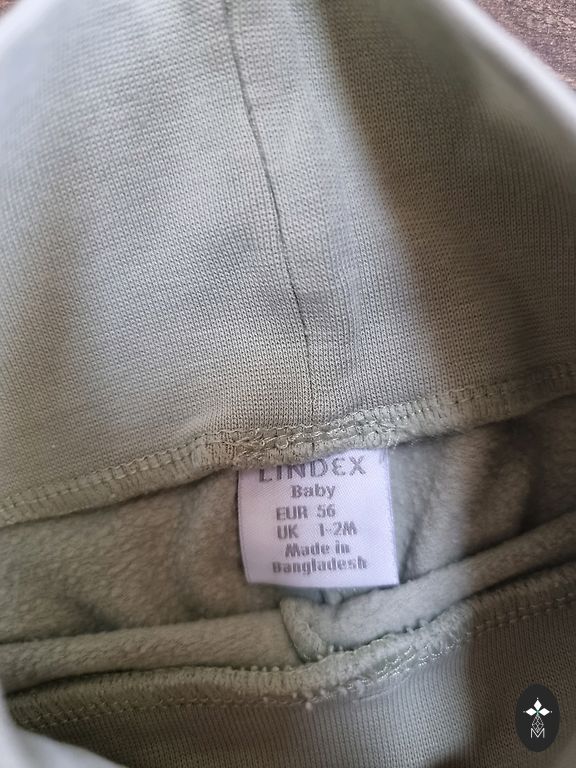 LINDEX
Baby
EUR 56
UK 1-2M
Made in
Bangladesh
M